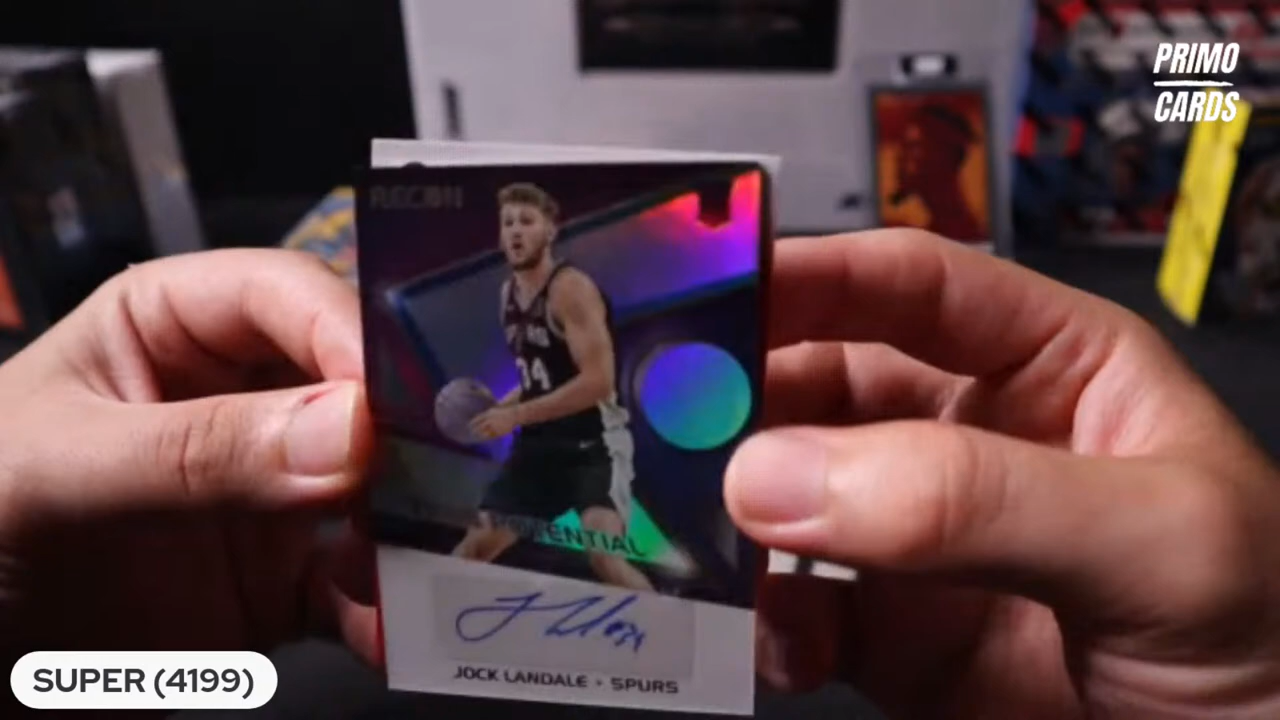 PRIMO
CARDS
RECON
34
POTENTIAL
JOCK LANDALE • SPURS
SUPER (4199)